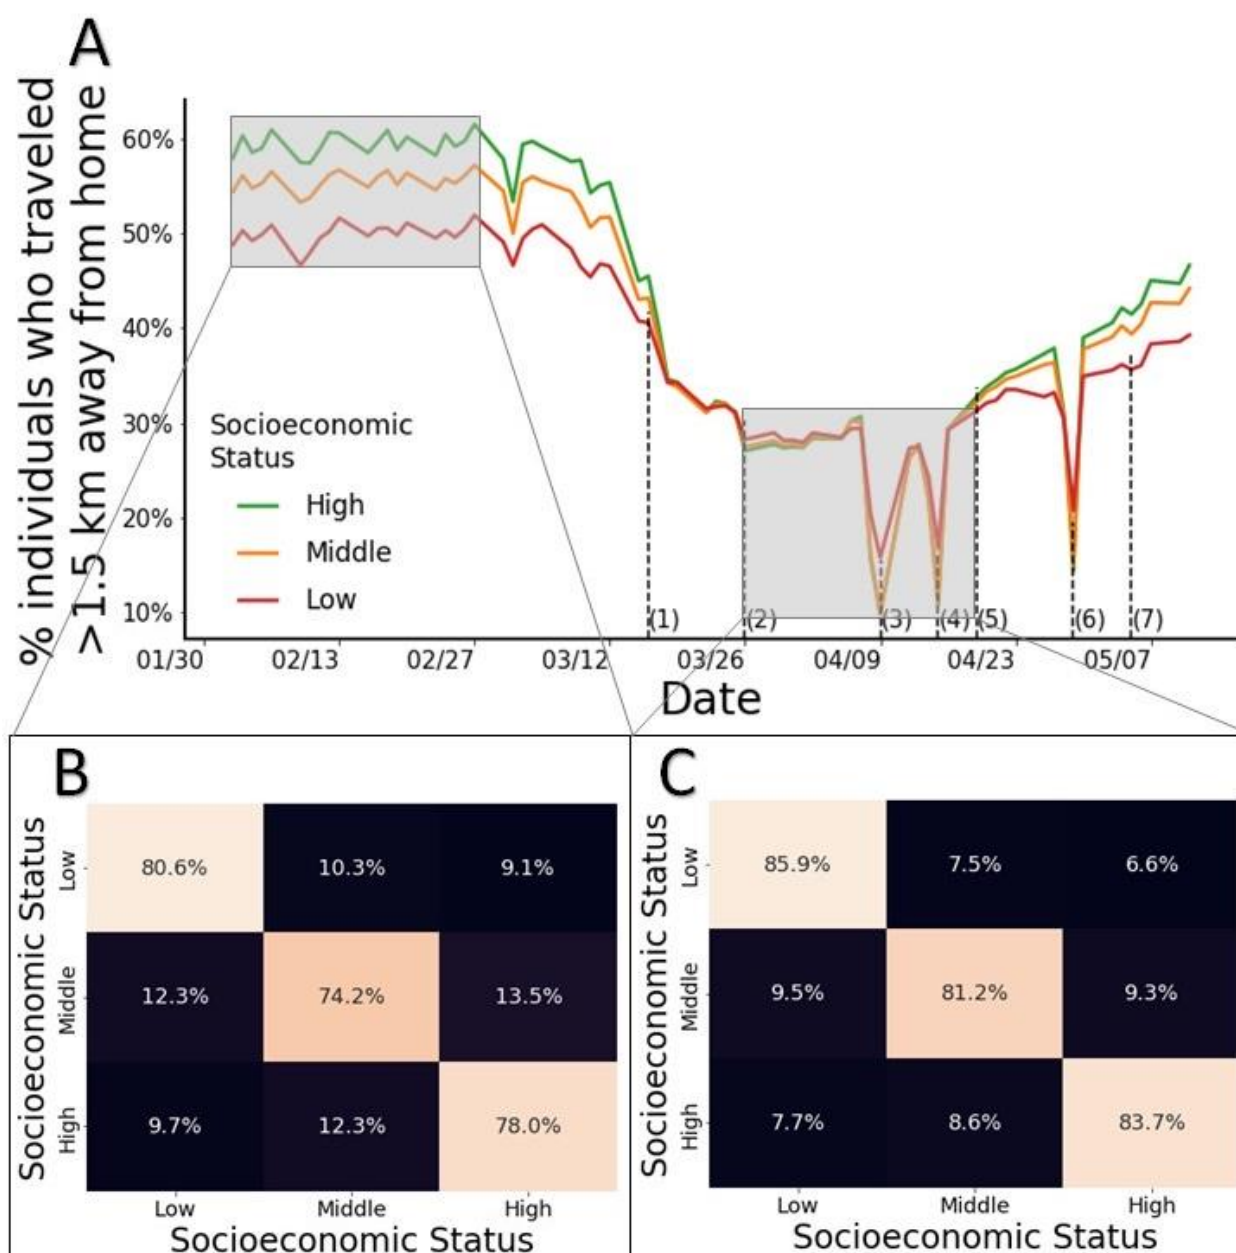 A
% individuals who traveled
>1.5 km away from home
60%
50%
40%
30%
20%
10%
Socioeconomic
Status
High
Middle
Low
(1) (2) (3) (4) (5) (6) (7)
01/30 02/13 02/27 03/12 03/26 04/09 04/23 05/07
Date
B
Socioeconomic Status
Low 80.6% 10.3% 9.1%
Middle 12.3% 74.2% 13.5%
High 9.7% 12.3% 78.0%
Low Middle High
Socioeconomic Status
C
Socioeconomic Status
Low 85.9% 7.5% 6.6%
Middle 9.5% 81.2% 9.3%
High 7.7% 8.6% 83.7%
Low Middle High
Socioeconomic Status